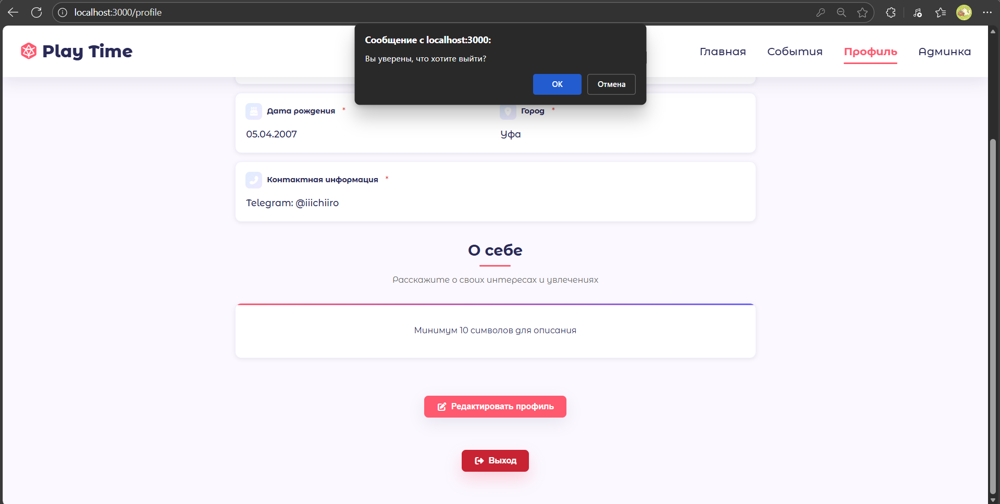 localhost:3000/profile
Play Time
Сообщение с localhost:3000:
Вы уверены, что хотите выйти?
OK
Отмена
Главная
События
Профиль
Админка
Дата рождения *
Город *
05.04.2007
Уфа
Контактная информация *
Telegram: @iiichiiro
О себе
Расскажите о своих интересах и увлечениях
Минимум 10 символов для описания
Редактировать профиль
Выход